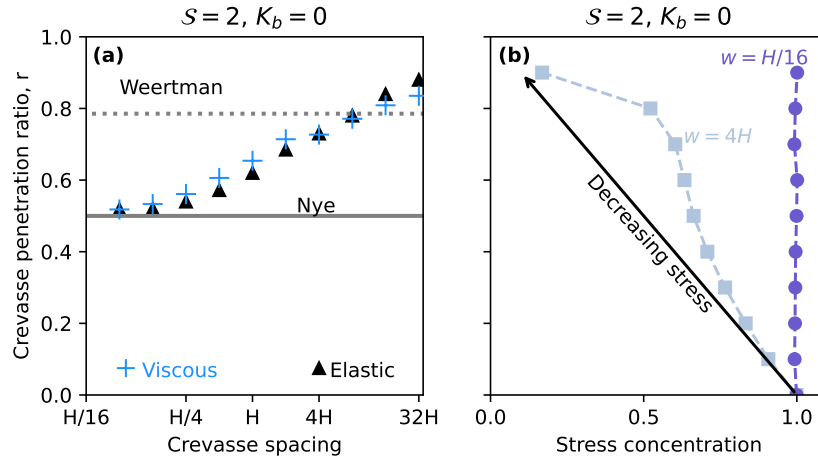 𝒮 = 2, K_b = 0
(a)
Crevasse penetration ratio, r
1.0
0.8
0.6
0.4
0.2
0.0
Weertman
Nye
Viscous
Elastic
H/16
H/4
H
4H
32H
Crevasse spacing
𝒮 = 2, K_b = 0
(b)
w = H/16
w = 4H
Decreasing stress
0.0
0.5
1.0
Stress concentration